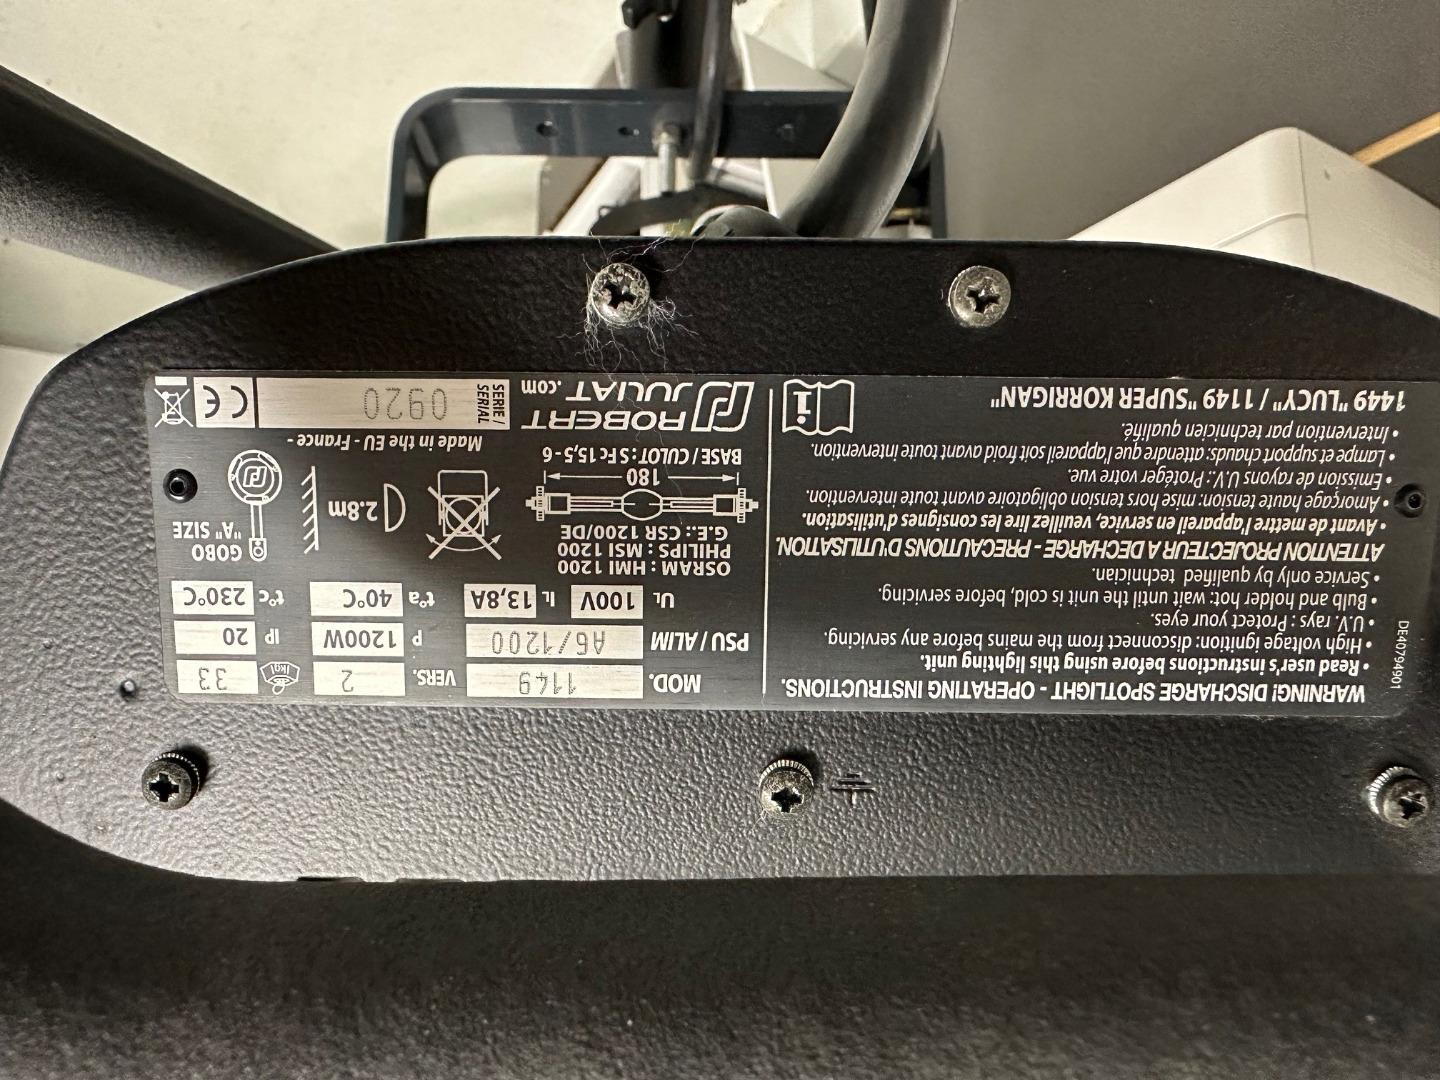 WARNING! DISCHARGE SPOTLIGHT - OPERATING INSTRUCTIONS.
• Read user's instructions before using this lighting unit.
• High voltage ignition: disconnect from the mains before any servicing.
• U.V. rays : Protect your eyes.
• Bulb and holder hot: wait until the unit is cold, before servicing.
• Service only by qualified technician.
ATTENTION PROJECTEUR A DECHARGE - PRECAUTIONS D'UTILISATION.
• Avant de mettre l'appareil en service, veuillez lire les consignes d'utilisation.
• Amorçage haute tension: mise hors tension obligatoire avant toute intervention
• Emission de rayons U.V.: Protéger votre vue.
• Lampe et support chauds: attendre que l'appareil soit froid avant toute intervention.
• Intervention par technicien qualifié.
1449 "LUCY" / 1149 "SUPER KORRIGAN"
i
DE40794901
MOD. 1149 VERS. 2 1kg! 33
PSU / ALIM A6/1200 P 1200W IP 20
UL 100V IL 13,8A t°a 40°C t°c 230°C
OSRAM : HMI 1200
PHILIPS : MSI 1200
G.E.: CSR 1200/DE
180
BASE / CULOT : S Fc 15,5 - 6
2.8m
GOBO
"A" SIZE
Made in the EU - France -
ROBERT
JULIAT.com
SERIE /
SERIAL
0920
CE